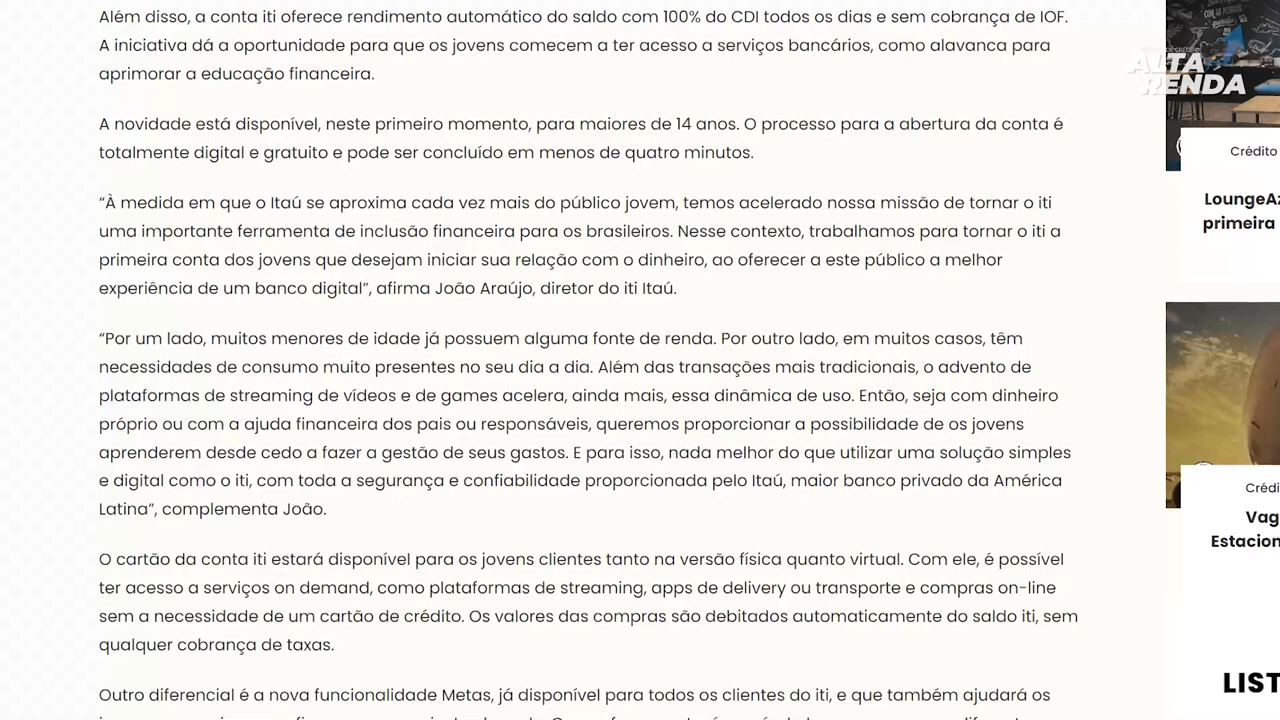 Além disso, a conta iti oferece rendimento automático do saldo com 100% do CDI todos os dias e sem cobrança de IOF.
A iniciativa dá a oportunidade para que os jovens comecem a ter acesso a serviços bancários, como alavanca para
aprimorar a educação financeira.
A novidade está disponível, neste primeiro momento, para maiores de 14 anos. O processo para a abertura da conta é
totalmente digital e gratuito e pode ser concluído em menos de quatro minutos.
“À medida em que o Itaú se aproxima cada vez mais do público jovem, temos acelerado nossa missão de tornar o iti
uma importante ferramenta de inclusão financeira para os brasileiros. Nesse contexto, trabalhamos para tornar o iti a
primeira conta dos jovens que desejam iniciar sua relação com o dinheiro, ao oferecer a este público a melhor
experiência de um banco digital”, afirma João Araújo, diretor do iti Itaú.
“Por um lado, muitos menores de idade já possuem alguma fonte de renda. Por outro lado, em muitos casos, têm
necessidades de consumo muito presentes no seu dia a dia. Além das transações mais tradicionais, o advento de
plataformas de streaming de vídeos e de games acelera, ainda mais, essa dinâmica de uso. Então, seja com dinheiro
próprio ou com a ajuda financeira dos pais ou responsáveis, queremos proporcionar a possibilidade de os jovens
aprenderem desde cedo a fazer a gestão de seus gastos. E para isso, nada melhor do que utilizar uma solução simples
e digital como o iti, com toda a segurança e confiabilidade proporcionada pelo Itaú, maior banco privado da América
Latina”, complementa João.
O cartão da conta iti estará disponível para os jovens clientes tanto na versão física quanto virtual. Com ele, é possível
ter acesso a serviços on demand, como plataformas de streaming, apps de delivery ou transporte e compras on-line
sem a necessidade de um cartão de crédito. Os valores das compras são debitados automaticamente do saldo iti, sem
qualquer cobrança de taxas.
Outro diferencial é a nova funcionalidade Metas, já disponível para todos os clientes do iti, e que também ajudará os
ALTA
RENDA
Crédito
LoungeAz
primeira
Crédi
Vag
Estacion
LIST